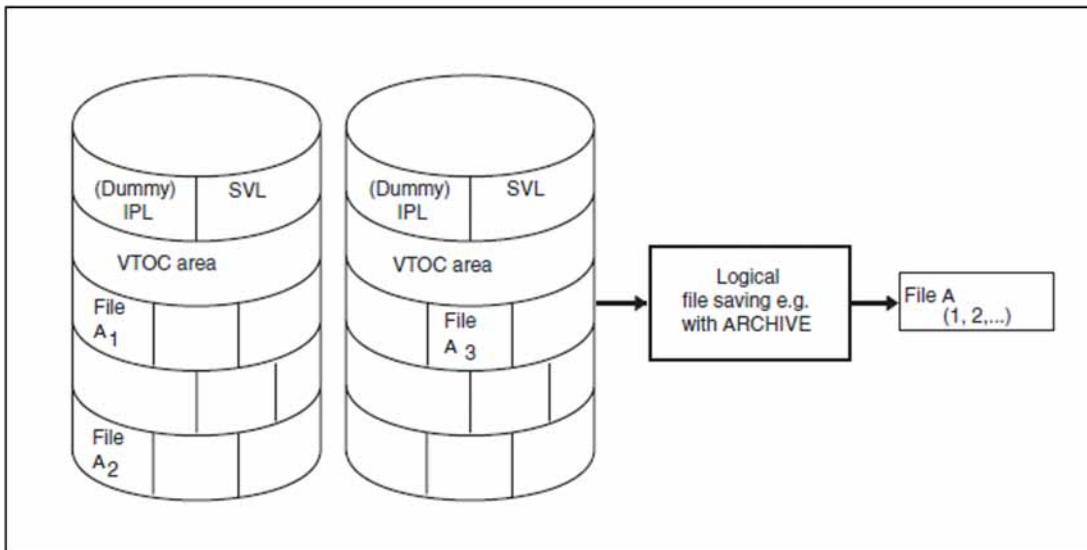 (Dummy)
IPL
SVL
VTOC area
File
A1
File
A2
(Dummy)
IPL
SVL
VTOC area
File
A 3
Logical
file saving e.g.
with ARCHIVE
File A
(1, 2,...)